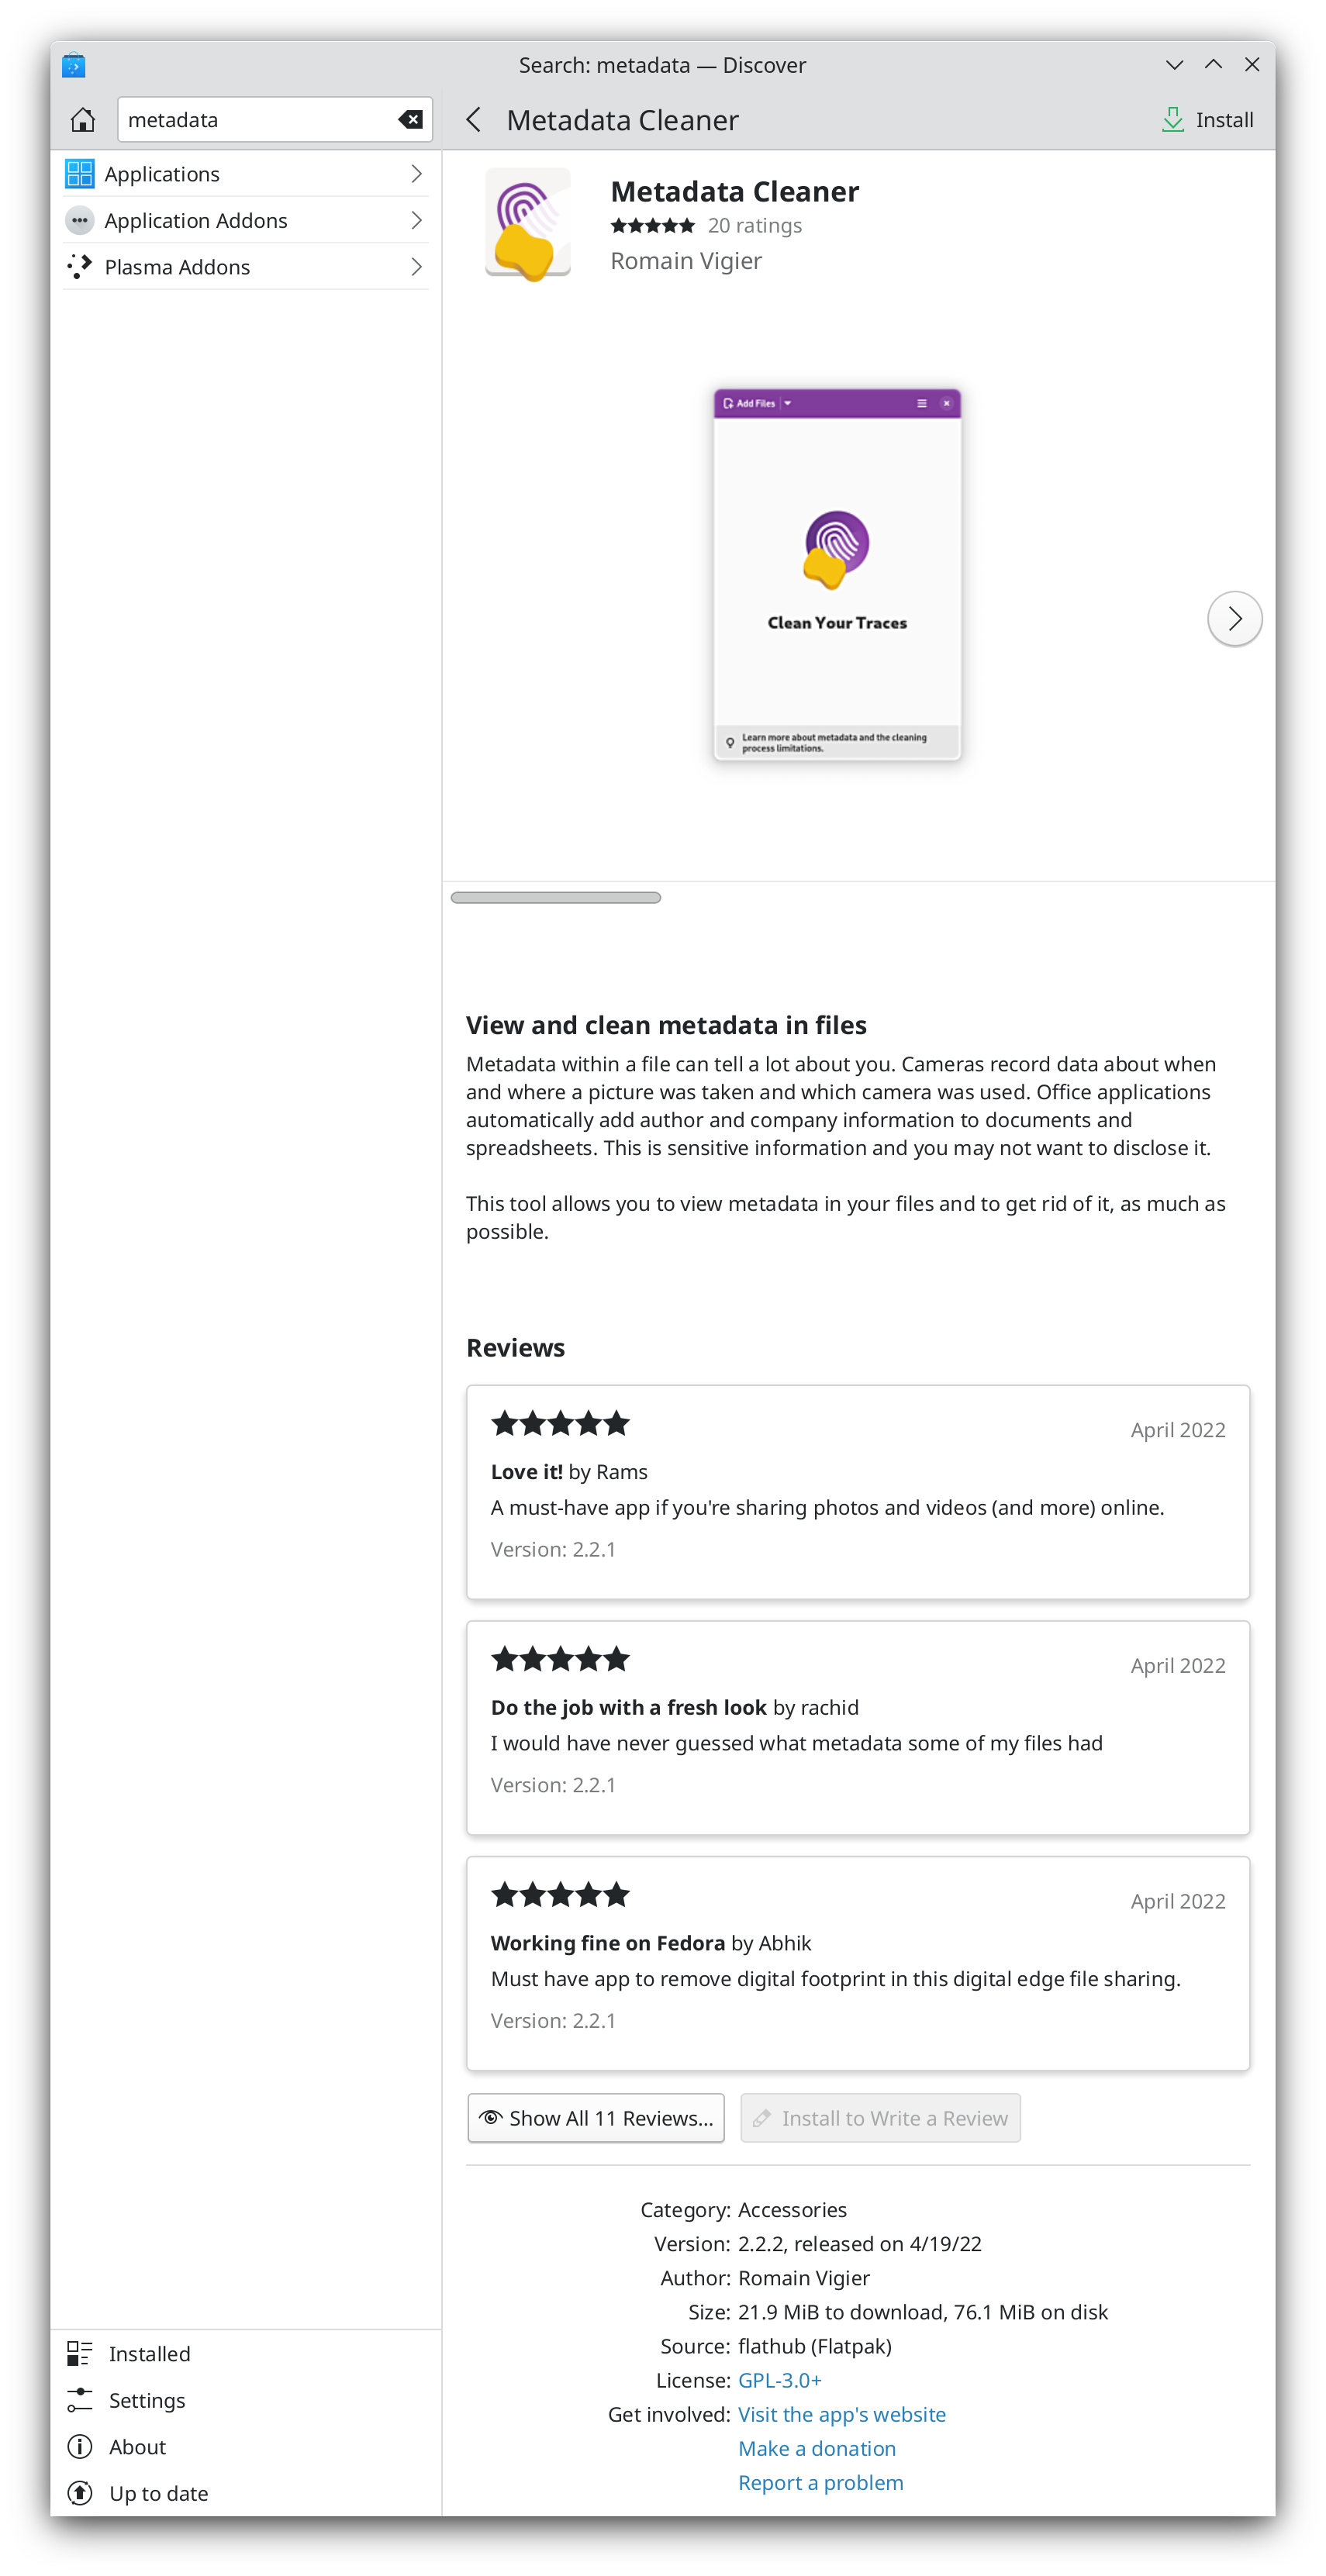 Search: metadata — Discover
metadata
Metadata Cleaner
Install
Applications
Application Addons
Plasma Addons
Metadata Cleaner
20 ratings
Romain Vigier
Add Files
Clean Your Traces
Learn more about metadata and the cleaning
process limitations.
View and clean metadata in files
Metadata within a file can tell a lot about you. Cameras record data about when
and where a picture was taken and which camera was used. Office applications
automatically add author and company information to documents and
spreadsheets. This is sensitive information and you may not want to disclose it.
This tool allows you to view metadata in your files and to get rid of it, as much as
possible.
Reviews
April 2022
Love it! by Rams
A must-have app if you're sharing photos and videos (and more) online.
Version: 2.2.1
April 2022
Do the job with a fresh look by rachid
I would have never guessed what metadata some of my files had
Version: 2.2.1
April 2022
Working fine on Fedora by Abhik
Must have app to remove digital footprint in this digital edge file sharing.
Version: 2.2.1
Show All 11 Reviews...
Install to Write a Review
Category: Accessories
Version: 2.2.2, released on 4/19/22
Author: Romain Vigier
Size: 21.9 MiB to download, 76.1 MiB on disk
Source: flathub (Flatpak)
License: GPL-3.0+
Get involved: Visit the app's website
Make a donation
Report a problem
Installed
Settings
About
Up to date